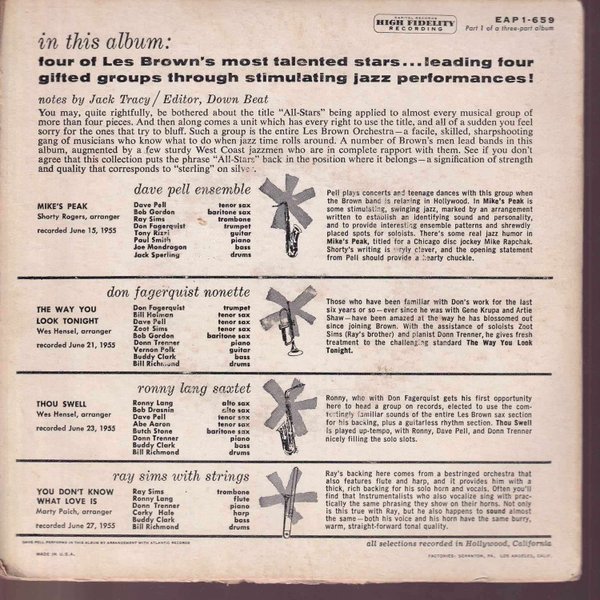 CAPITOL RECORDS
HIGH FIDELITY
RECORDING
EAP 1-659
Part 1 of a three-part album
in this album:
four of Les Brown's most talented stars...leading four
gifted groups through stimulating jazz performances!
notes by Jack Tracy/Editor, Down Beat
You may, quite rightfully, be bothered about the title "All-Stars" being applied to almost every musical group of
more than four pieces. And then along comes a unit which has every right to use the title, and all of a sudden you feel
sorry for the ones that try to bluff. Such a group is the entire Les Brown Orchestra—a facile, skilled, sharpshooting
gang of musicians who know what to do when jazz time rolls around. A number of Brown's men lead bands in this
album, augmented by a few sturdy West Coast jazzmen who are in complete rapport with them. See if you don't
agree that this collection puts the phrase "All-Stars" back in the position where it belongs—a signification of strength
and quality that corresponds to "sterling" on silver.
dave pell ensemble
MIKE'S PEAK
Shorty Rogers, arranger
recorded June 15, 1955
Dave Pell tenor sax
Bob Gordon baritone sax
Ray Sims trombone
Don Fagerquist trumpet
Tony Rizzi guitar
Paul Smith piano
Joe Mondragon bass
Jack Sperling drums
Pell plays concerts and teenage dances with this group when
the Brown band is relaxing in Hollywood. In Mike's Peak is
some stimulating, swinging jazz, marked by an arrangement
written to establish an identifying sound and personality,
and to provide interesting ensemble patterns and shrewdly
placed spots for soloists. There's some real jazz humor in
Mike's Peak, titled for a Chicago disc jockey Mike Rapchak.
Shorty's writing is wryly clever, and the opening statement
from Pell should provide a hearty chuckle.
don fagerquist nonette
THE WAY YOU
LOOK TONIGHT
Wes Hensel, arranger
recorded June 21, 1955
Don Fagerquist trumpet
Bill Holman tenor sax
Dave Pell tenor sax
Zoot Sims tenor sax
Bob Gordon baritone sax
Donn Trenner piano
Vernon Polk guitar
Buddy Clark bass
Bill Richmond drums
Those who have been familiar with Don's work for the last
six years or so—ever since he was with Gene Krupa and Artie
Shaw—have been amazed at the way he has blossomed out
since joining Brown. With the assistance of soloists Zoot
Sims (Ray's brother) and pianist Donn Trenner, he gives fresh
treatment to the challenging standard The Way You Look
Tonight.
ronny lang saxtet
THOU SWELL
Wes Hensel, arranger
recorded June 23, 1955
Ronny Lang alto sax
Bob Drasnin alto sax
Dave Pell tenor sax
Abe Aaron tenor sax
Butch Stone baritone sax
Donn Trenner piano
Buddy Clark bass
Bill Richmond drums
Ronny, who with Don Fagerquist gets his first opportunity
here to head a group on records, elected to use the com-
fortingly familiar sounds of the entire Les Brown sax section
for his backing, plus a guitarless rhythm section. Thou Swell
is played up-tempo, with Ronny, Dave Pell, and Donn Trenner
nicely filling the solo slots.
ray sims with strings
YOU DON'T KNOW
WHAT LOVE IS
Marty Paich, arranger
recorded June 27, 1955
Ray Sims trombone
Ronny Lang flute
Donn Trenner piano
Corky Hale harp
Buddy Clark bass
Bill Richmond drums
Ray's backing here comes from a bestringed orchestra that
also features flute and harp, and it provides him with a
thick, rich backing for his solo horn and vocals. Often you'll
find that instrumentalists who also vocalize sing with prac-
tically the same phrasing they show on their horns. Not only
is this true with Ray, but he also happens to sound almost
the same—both his voice and his horn have the same burry,
warm, straight-forward tonal quality.
all selections recorded in Hollywood, California
DAVE PELL PERFORMS IN THIS ALBUM BY ARRANGEMENT WITH ATLANTIC RECORDS
MADE IN U.S.A.
FACTORIES: SCRANTON, PA. LOS ANGELES, CALIF.